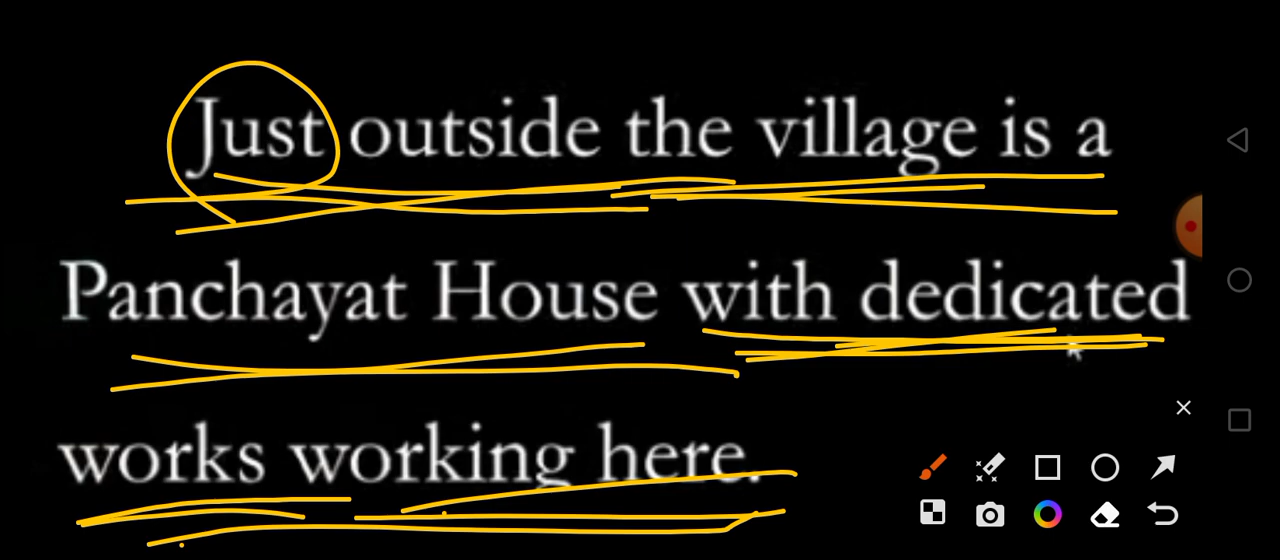 Just outside the village is a
Panchayat House with dedicated
works working here.